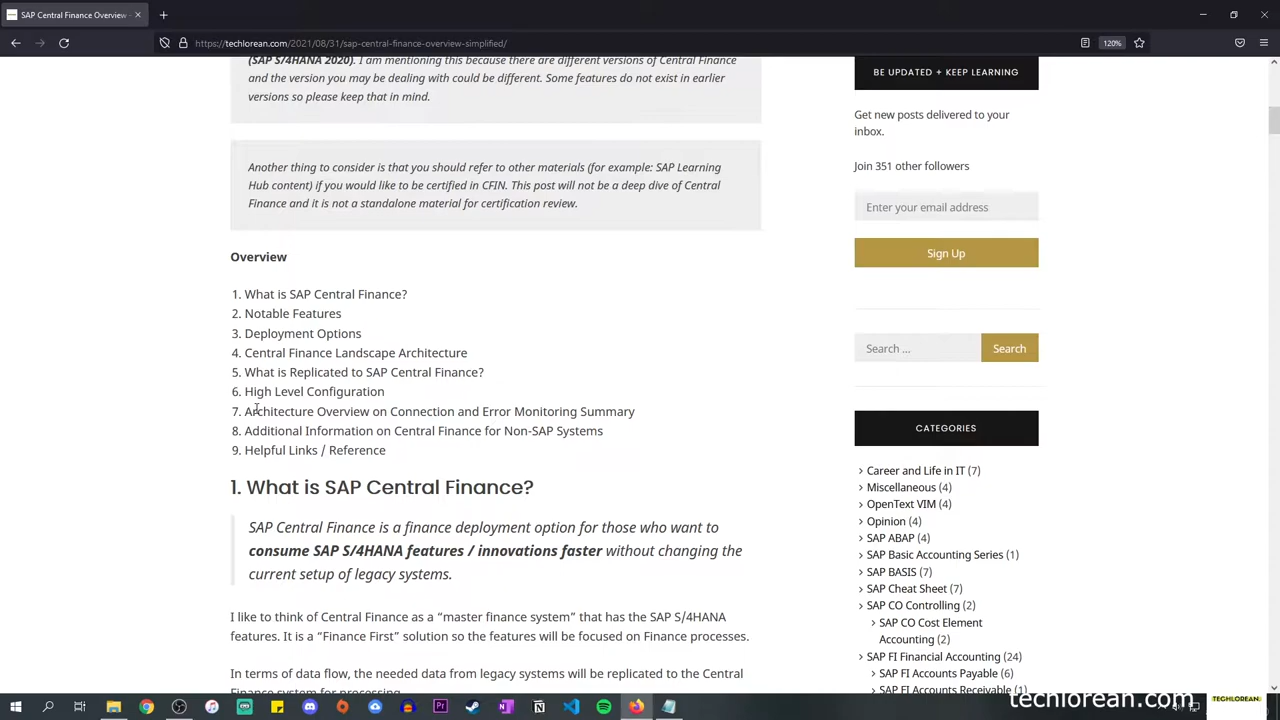 SAP Central Finance Overview -
https://techlorean.com/2021/08/31/sap-central-finance-overview-simplified/
120%
(SAP S/4HANA 2020). I am mentioning this because there are different versions of Central Finance
and the version you may be dealing with could be different. Some features do not exist in earlier
versions so please keep that in mind.
Another thing to consider is that you should refer to other materials (for example: SAP Learning
Hub content) if you would like to be certified in CFIN. This post will not be a deep dive of Central
Finance and it is not a standalone material for certification review.
Overview
1. What is SAP Central Finance?
2. Notable Features
3. Deployment Options
4. Central Finance Landscape Architecture
5. What is Replicated to SAP Central Finance?
6. High Level Configuration
7. Architecture Overview on Connection and Error Monitoring Summary
8. Additional Information on Central Finance for Non-SAP Systems
9. Helpful Links / Reference
1. What is SAP Central Finance?
SAP Central Finance is a finance deployment option for those who want to
consume SAP S/4HANA features / innovations faster without changing the
current setup of legacy systems.
I like to think of Central Finance as a “master finance system” that has the SAP S/4HANA
features. It is a “Finance First” solution so the features will be focused on Finance processes.
In terms of data flow, the needed data from legacy systems will be replicated to the Central
Finance system for processing.
BE UPDATED + KEEP LEARNING
Get new posts delivered to your
inbox.
Join 351 other followers
Enter your email address
Sign Up
Search ...
Search
CATEGORIES
Career and Life in IT (7)
Miscellaneous (4)
OpenText VIM (4)
Opinion (4)
SAP ABAP (4)
SAP Basic Accounting Series (1)
SAP BASIS (7)
SAP Cheat Sheet (7)
SAP CO Controlling (2)
SAP CO Cost Element
Accounting (2)
SAP FI Financial Accounting (24)
SAP FI Accounts Payable (6)
SAP FI Accounts Receivable (1)
techlorean.com
TECHLOREAN